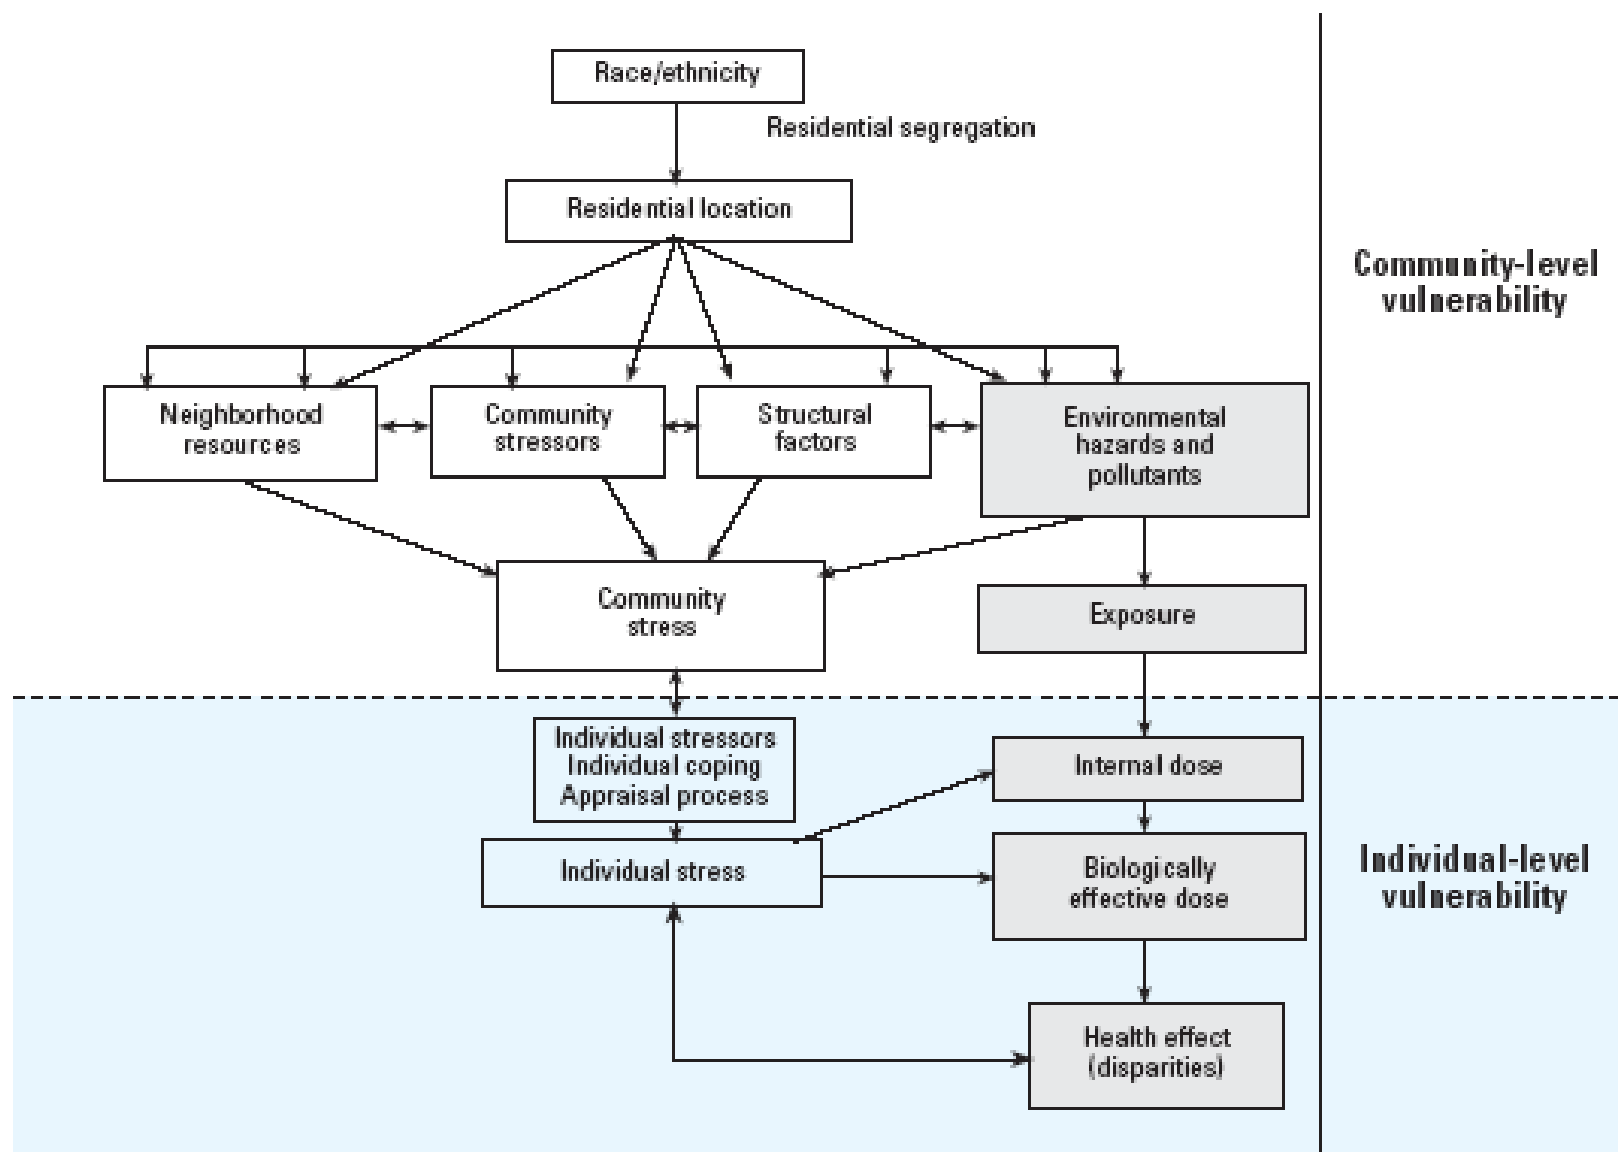 Race/ethnicity
Residential segregation
Residential location
Community-level
vulnerability
Neighborhood
resources
Community
stressors
Structural
factors
Environmental
hazards and
pollutants
Community
stress
Exposure
Individual stressors
Individual coping
Appraisal process
Internal dose
Individual stress
Biologically
effective dose
Individual-level
vulnerability
Health effect
(disparities)